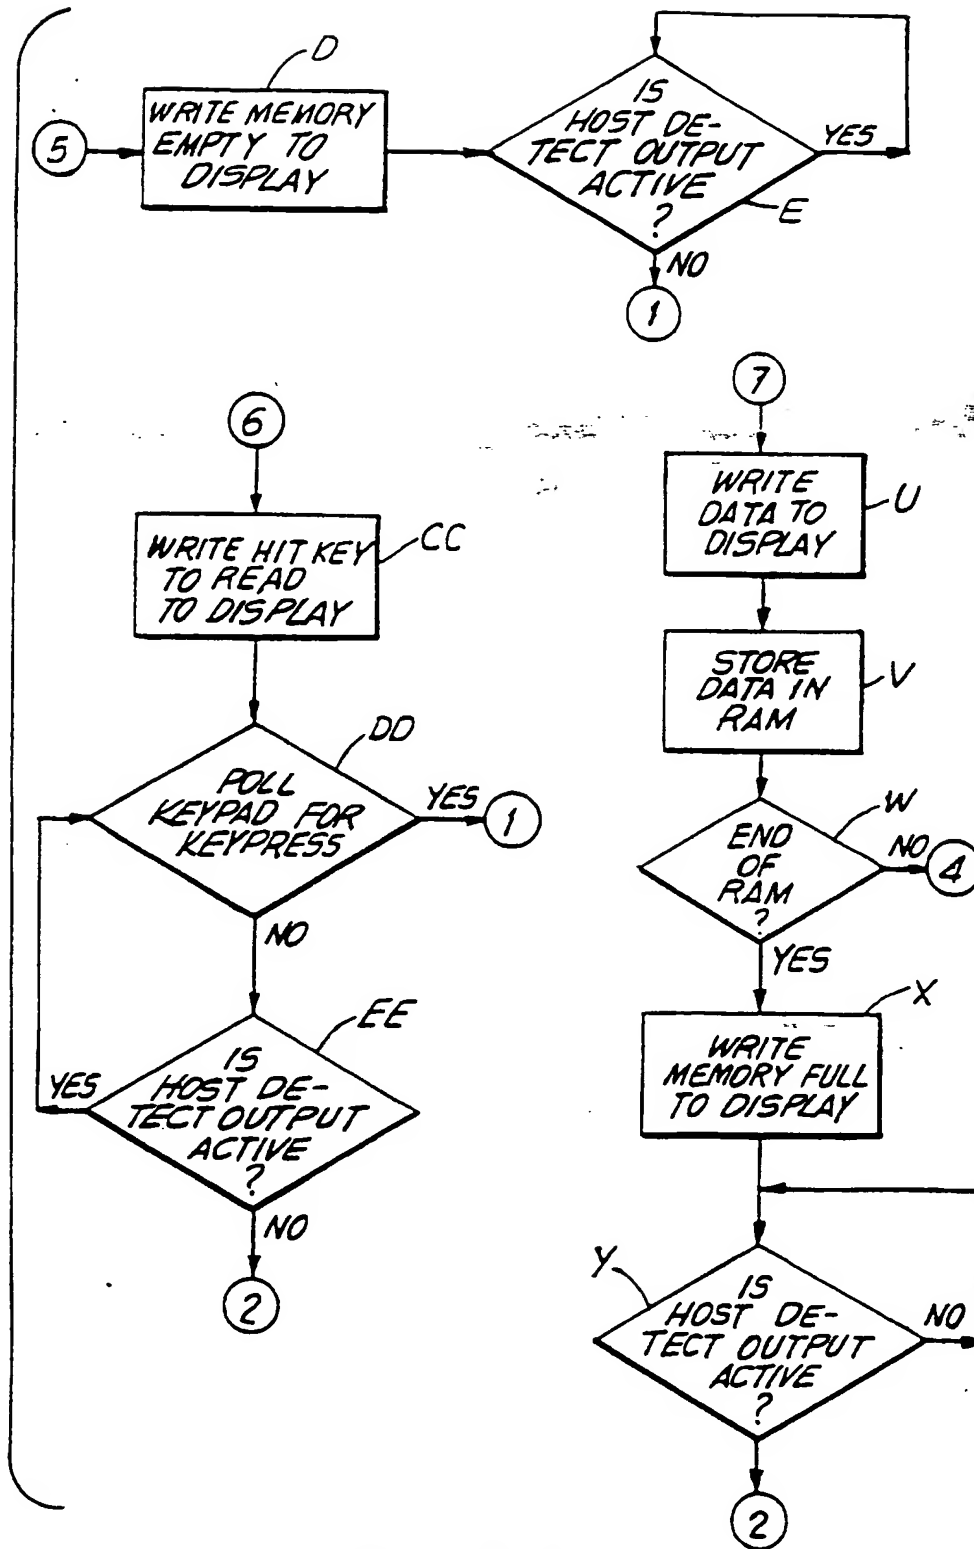 D
5
WRITE MEMORY
EMPTY TO
DISPLAY
IS
HOST DE-
TECT OUTPUT
ACTIVE
?
YES
E
NO
1
6
WRITE HIT KEY
TO READ
TO DISPLAY
CC
POLL
KEYPAD FOR
KEYPRESS
DD
YES
1
NO
IS
HOST DE-
TECT OUTPUT
ACTIVE
?
EE
YES
NO
2
7
WRITE
DATA TO
DISPLAY
U
STORE
DATA IN
RAM
V
END
OF
RAM
?
W
NO
4
YES
WRITE
MEMORY FULL
TO DISPLAY
X
IS
HOST DE-
TECT OUTPUT
ACTIVE
?
Y
NO
2